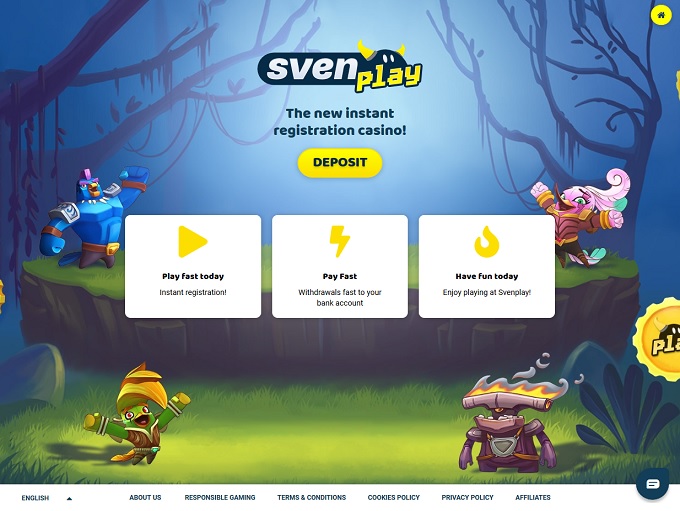 sven
play
The new instant
registration casino!
DEPOSIT
Play fast today
Instant registration!
Pay Fast
Withdrawals fast to your
bank account
Have fun today
Enjoy playing at Svenplay!
ENGLISH
ABOUT US
RESPONSIBLE GAMING
TERMS & CONDITIONS
COOKIES POLICY
PRIVACY POLICY
AFFILIATES